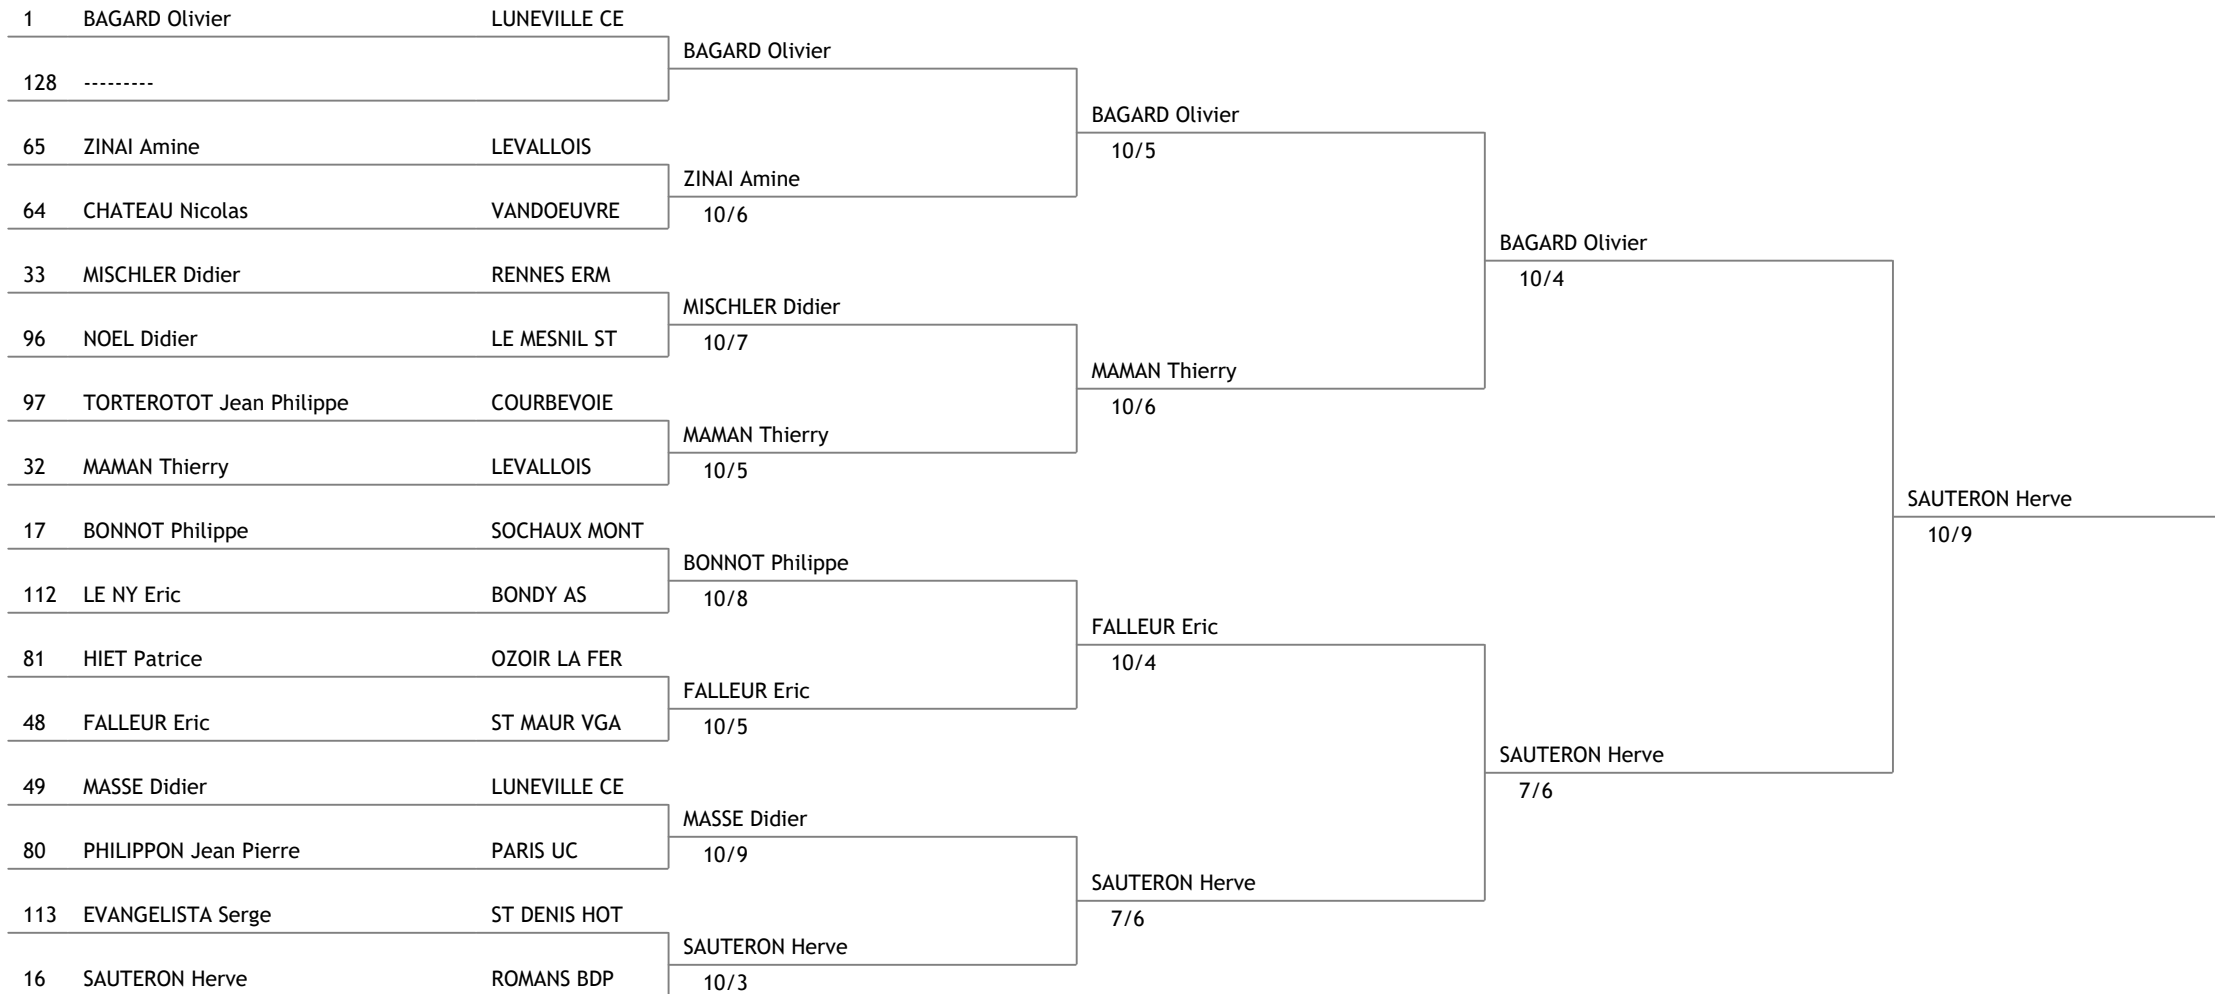 1 BAGARD Olivier LUNEVILLE CE
BAGARD Olivier
128 ---------
BAGARD Olivier
10/5
65 ZINAI Amine LEVALLOIS
ZINAI Amine
10/6
64 CHATEAU Nicolas VANDOEUVRE
BAGARD Olivier
10/4
33 MISCHLER Didier RENNES ERM
MISCHLER Didier
10/7
96 NOEL Didier LE MESNIL ST
MAMAN Thierry
10/6
97 TORTEROTOT Jean Philippe COURBEVOIE
MAMAN Thierry
10/5
32 MAMAN Thierry LEVALLOIS
SAUTERON Herve
10/9
17 BONNOT Philippe SOCHAUX MONT
BONNOT Philippe
10/8
112 LE NY Eric BONDY AS
FALLEUR Eric
10/4
81 HIET Patrice OZOIR LA FER
FALLEUR Eric
10/5
48 FALLEUR Eric ST MAUR VGA
SAUTERON Herve
7/6
49 MASSE Didier LUNEVILLE CE
MASSE Didier
10/9
80 PHILIPPON Jean Pierre PARIS UC
SAUTERON Herve
7/6
113 EVANGELISTA Serge ST DENIS HOT
SAUTERON Herve
10/3
16 SAUTERON Herve ROMANS BDP